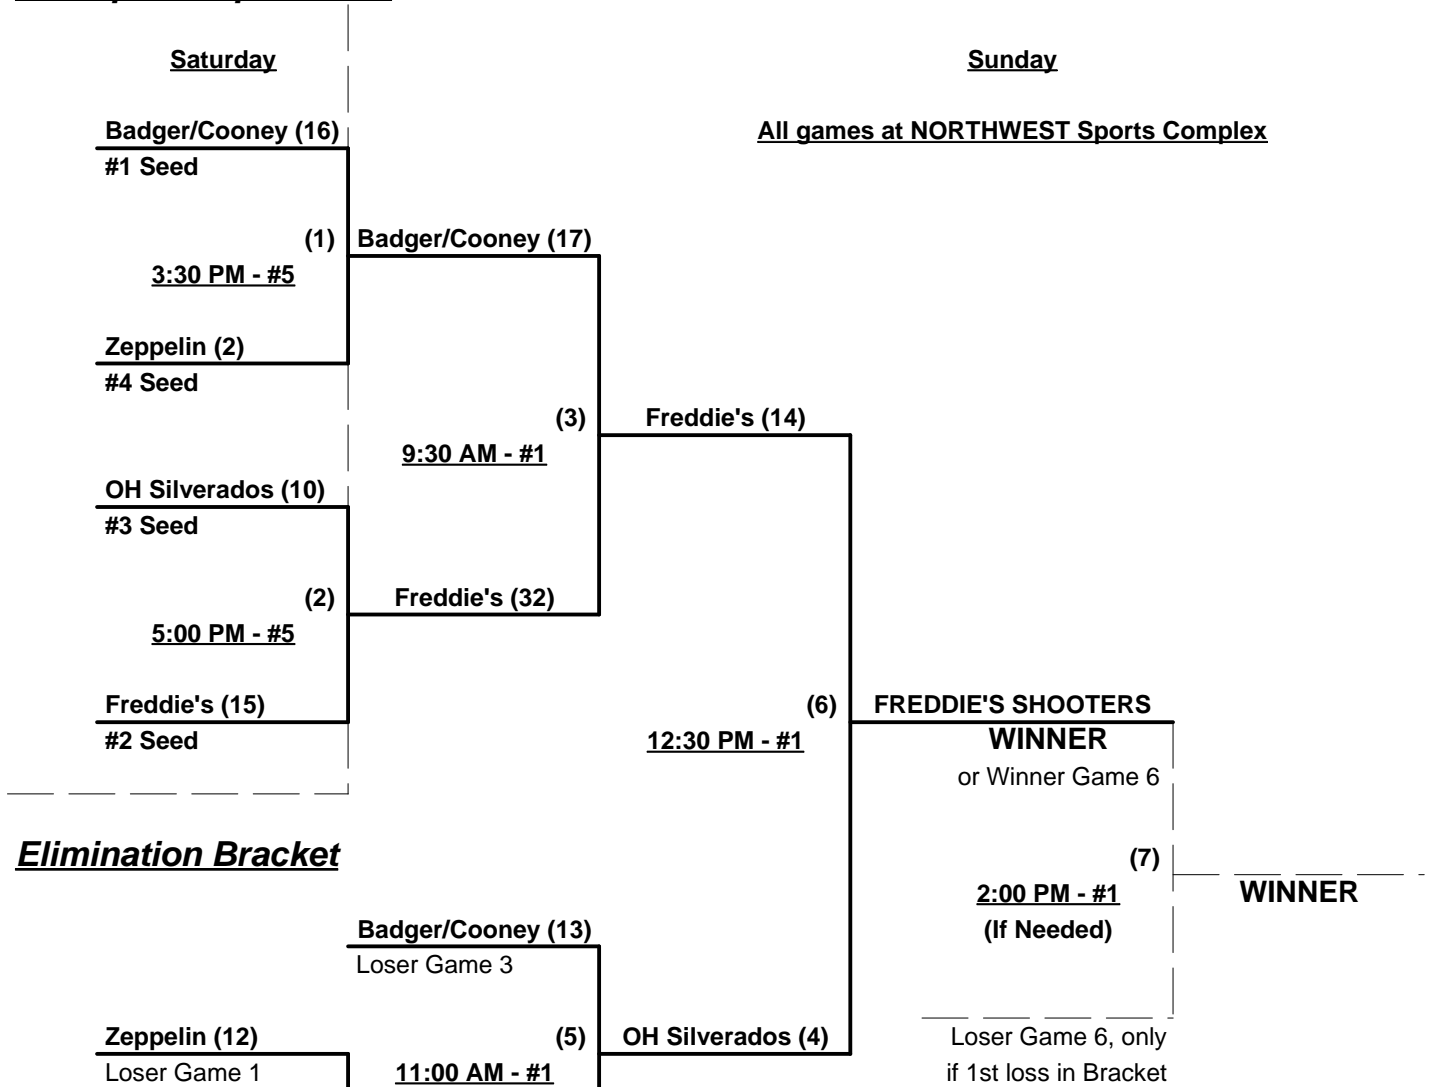 Saturday
Sunday
Badger/Cooney (16)
All games at NORTHWEST Sports Complex
#1 Seed
(1)
Badger/Cooney (17)
3:30 PM - #5
Zeppelin (2)
#4 Seed
(3)
Freddie's (14)
9:30 AM - #1
OH Silverados (10)
#3 Seed
(2)
Freddie's (32)
5:00 PM - #5
Freddie's (15)
(6)
FREDDIE'S SHOOTERS
#2 Seed
12:30 PM - #1
WINNER
or Winner Game 6
Elimination Bracket
(7)
2:00 PM - #1
WINNER
(If Needed)
Badger/Cooney (13)
Loser Game 3
Zeppelin (12)
(5)
OH Silverados (4)
Loser Game 6, only
Loser Game 1
11:00 AM - #1
if 1st loss in Bracket